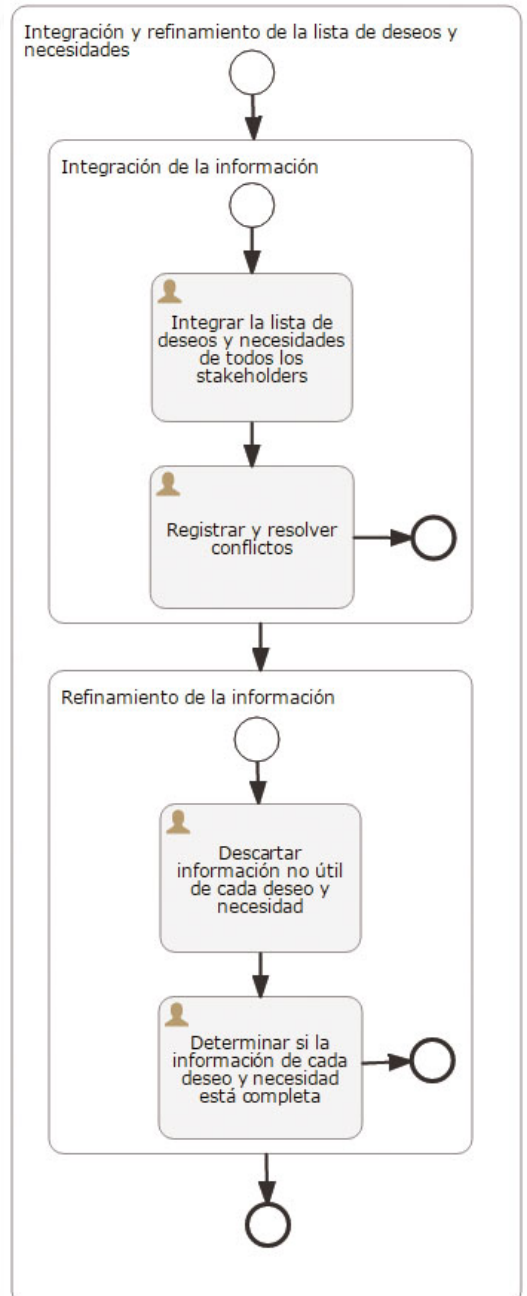 Integración y refinamiento de la lista de deseos y
necesidades
Integración de la información
Integrar la lista de
deseos y necesidades
de todos los
stakeholders
Registrar y resolver
conflictos
Refinamiento de la información
Descartar
información no útil
de cada deseo y
necesidad
Determinar si la
información de cada
deseo y necesidad
está completa